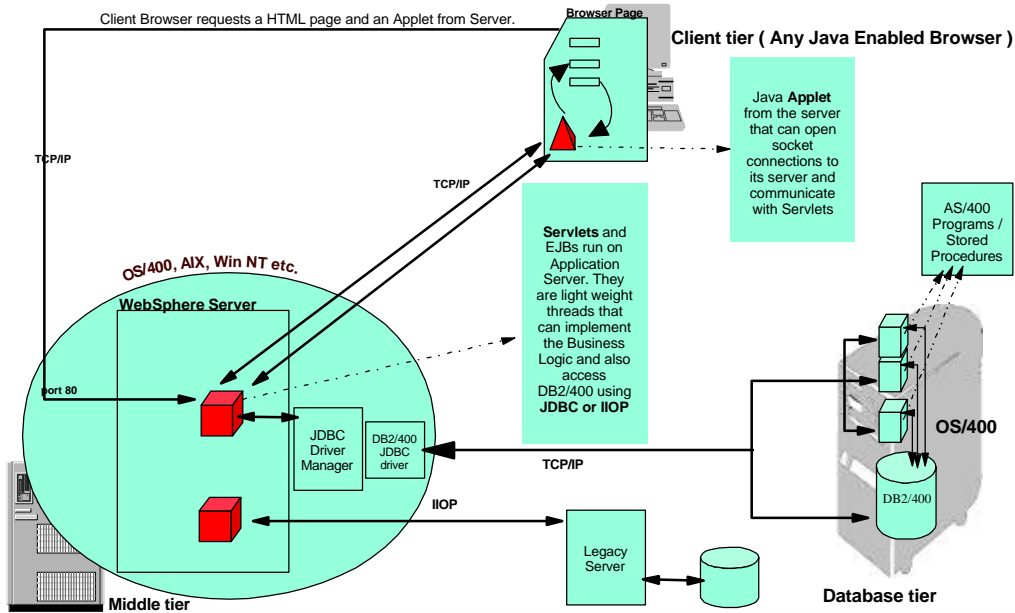 Browser Page
Client Browser requests a HTML page and an Applet from Server.
Client tier ( Any Java Enabled Browser )
Java Applet
from the server
that can open
socket
connections to
its server and
communicate
with Servlets
TCP/IP
TCP/IP
AS/400
Programs /
Stored
Procedures
Servlets and
EJBs run on
Application
Server. They
are light weight
threads that
can implement
the Business
Logic and also
access
DB2/400 using
JDBC or IIOP
OS/400, AIX, Win NT etc.
WebSphere Server
port 80
JDBC
Driver
Manager
DB2/400
JDBC
driver
TCP/IP
OS/400
DB2/400
IIOP
Legacy
Server
Middle tier
Database tier